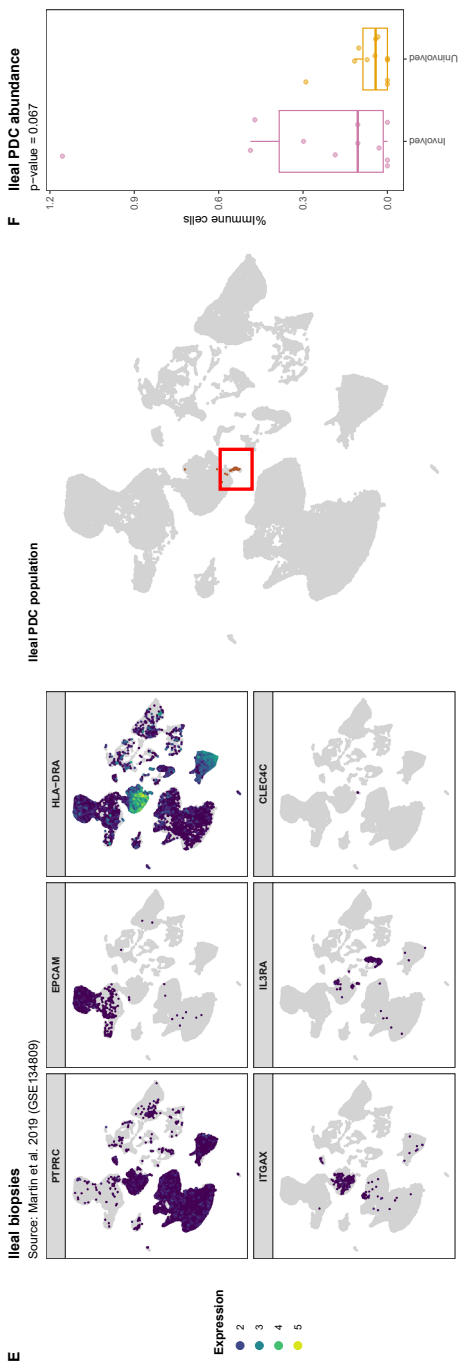 E
Ileal biopsies
Source: Martin et al. 2019 (GSE134809)
PTPRC
EPCAM
HLA−DRA
ITGAX
IL3RA
CLEC4C
Expression
2
3
4
5
Ileal PDC population
F
Ileal PDC abundance
p−value = 0.067
%Immune cells
1.2
0.9
0.6
0.3
0.0
Involved
Uninvolved